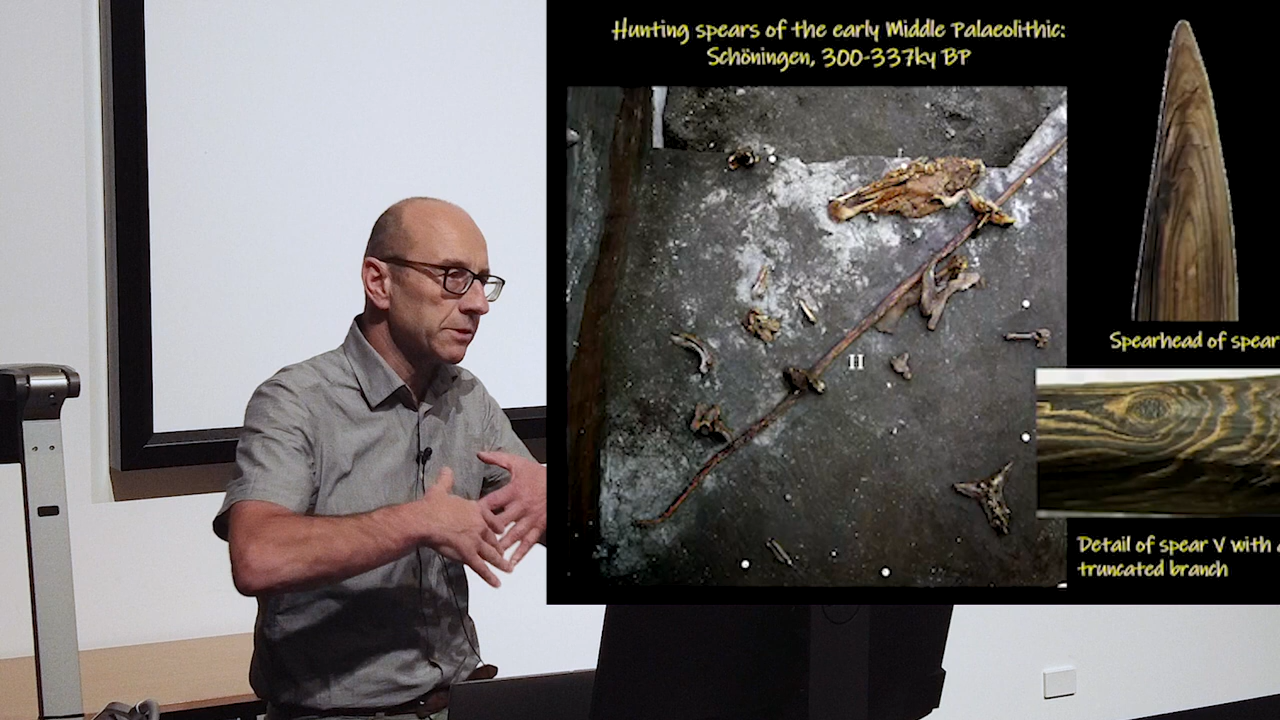 Hunting spears of the early Middle Palaeolithic:
Schöningen, 300-337ky BP
II
Spearhead of spear
Detail of spear V with
truncated branch